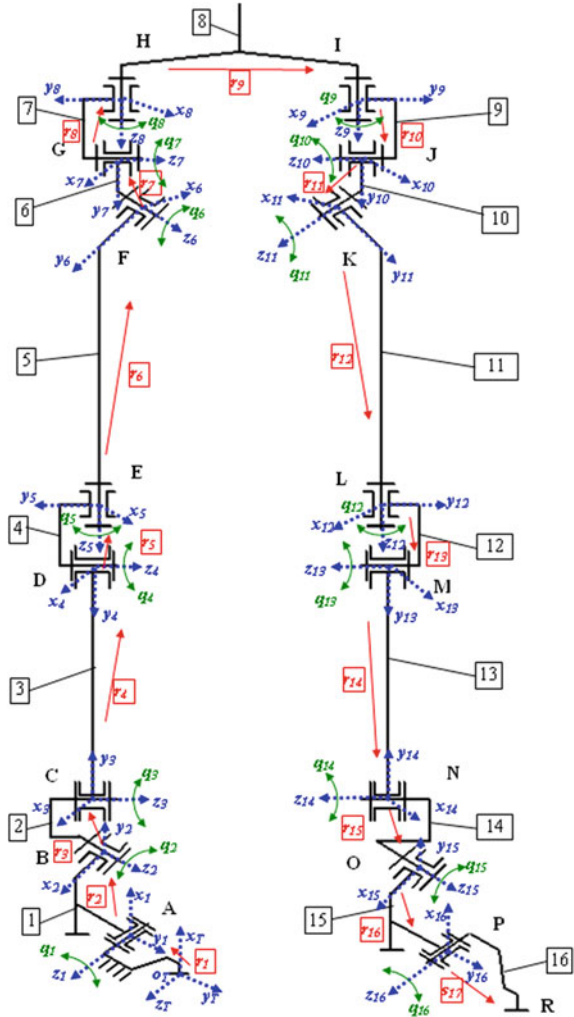 8
H I
r9
y8 y9
7 x8 q9 x9 9
r8 q8 z8 z9 r10
G q7 q10 J
z7 z10
x7 r7 x6 r11 x10
6 x11 y10 10
y7 q6
z6 z11
y6 F q11 K y11
5 r6 r12 11
E L
y5 y12
x5 q12 x12
4 q5 z5 r5 z12 r13 12
D z4 z13
x4 q4 q13 M x13
y4 y13
3 r4 r14 13
y3 y14
C q3 q14 N
x3 z3 z14 x14
2 y2 r15 14
B r3 q2 O y15 q15
z2 z15
x2 r2 x1 x15 x16
1 A 15 r16 P
q1 y1 xT r1 y16 16
z1 oT z16 s17
zT yT q16 R